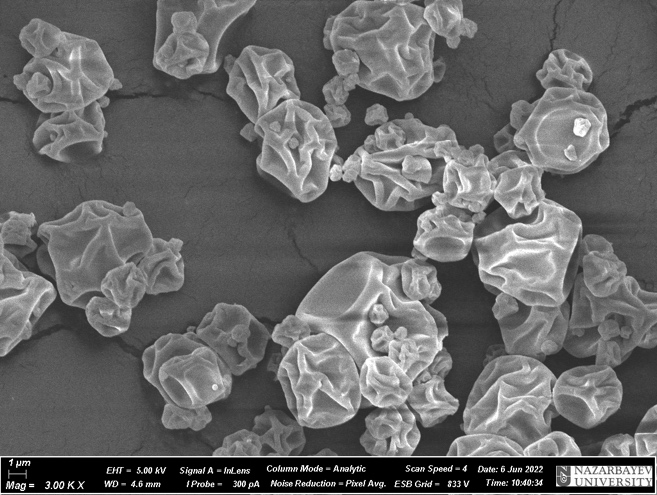 1 µm
Mag = 3.00 K X
EHT = 5.00 kV
WD = 4.6 mm
Signal A = InLens
I Probe = 300 pA
Column Mode = Analytic
Noise Reduction = Pixel Avg.
Scan Speed = 4
ESB Grid = 833 V
Date: 6 Jun 2022
Time: 10:40:34
NAZARBAYEV
UNIVERSITY